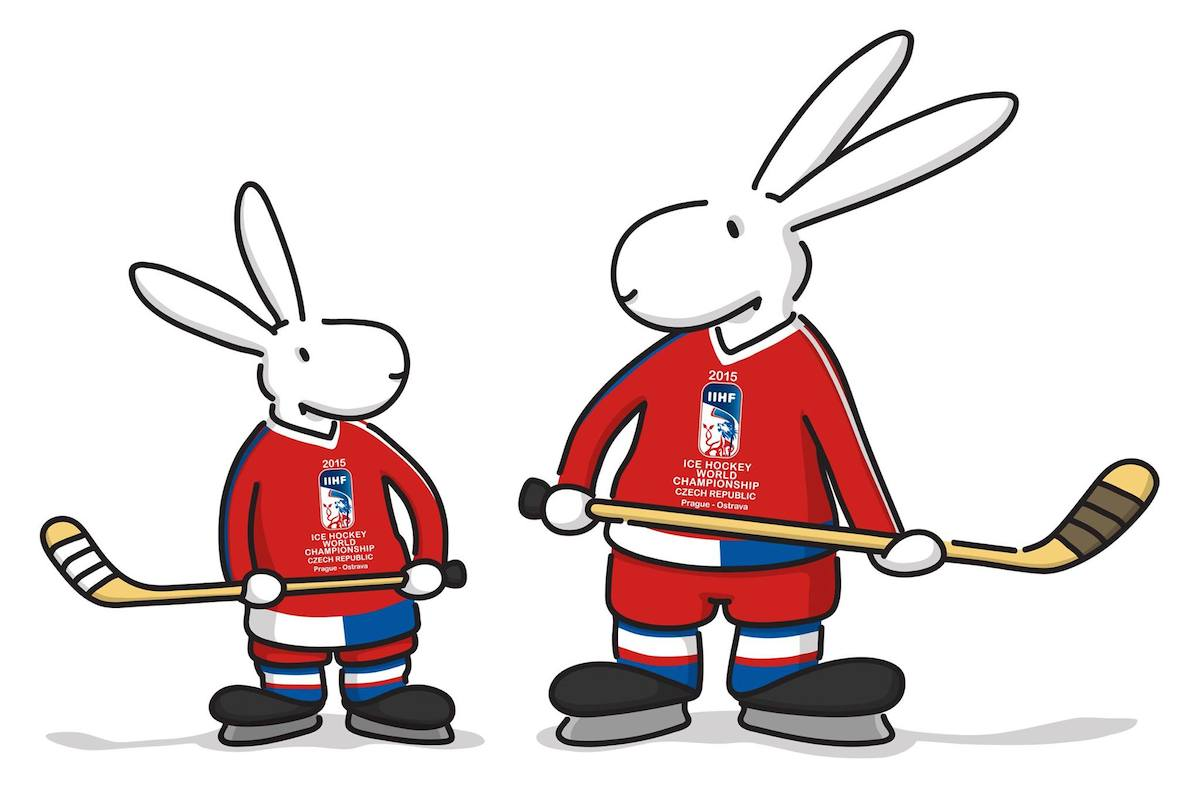 2015
IIHF
ICE HOCKEY
WORLD
CHAMPIONSHIP
CZECH REPUBLIC
Prague - Ostrava
2015
IIHF
ICE HOCKEY
WORLD
CHAMPIONSHIP
CZECH REPUBLIC
Prague - Ostrava